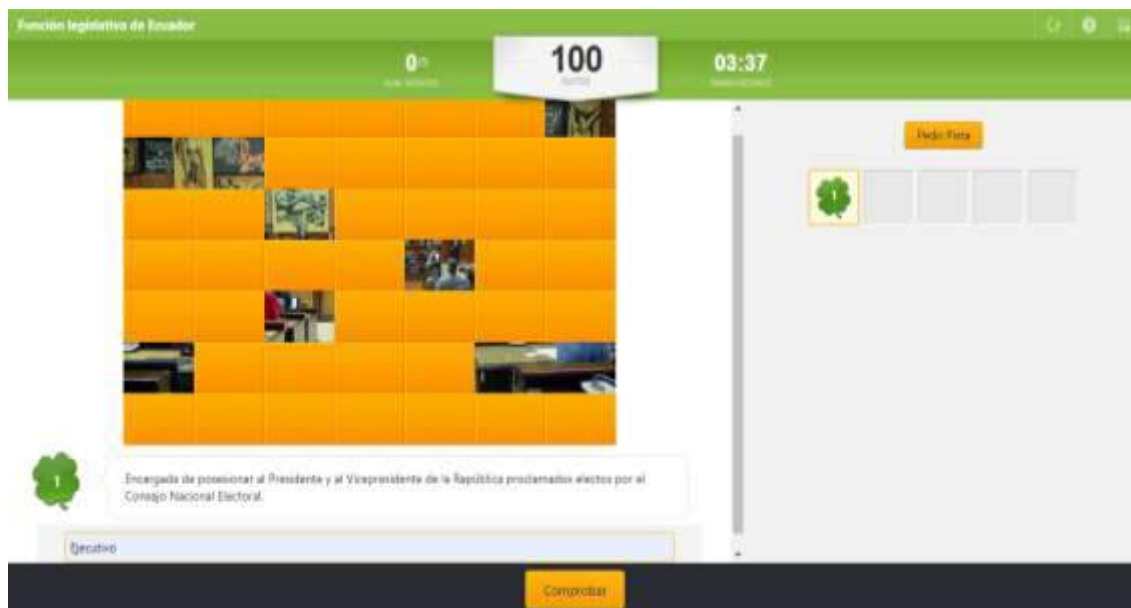 Función legislativa de Ecuador
0
100
03:37
Pedir Pista
1
1
Encargada de posesionar al Presidente y al Vicepresidente de la República proclamados electos por el
Consejo Nacional Electoral.
Ejecutivo
Comprobar